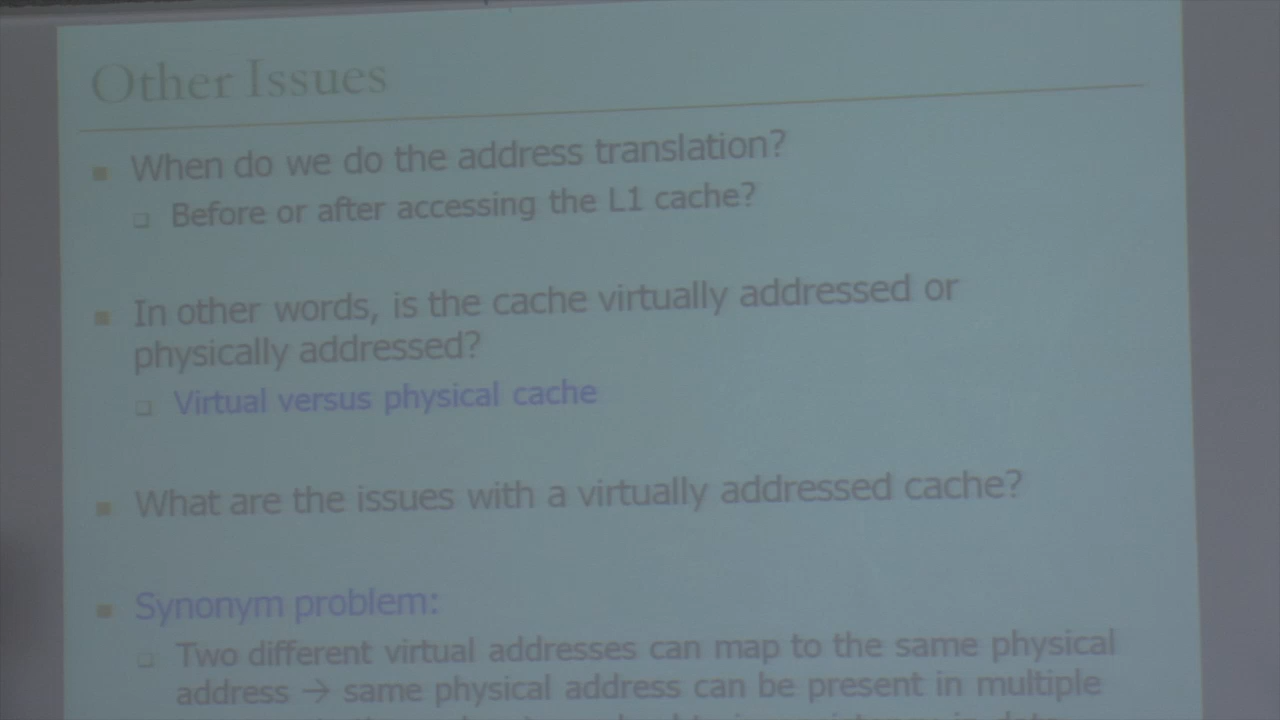 Other Issues
■ When do we do the address translation?
❑ Before or after accessing the L1 cache?
■ In other words, is the cache virtually addressed or
physically addressed?
❑ Virtual versus physical cache
■ What are the issues with a virtually addressed cache?
■ Synonym problem:
❑ Two different virtual addresses can map to the same physical
address → same physical address can be present in multiple